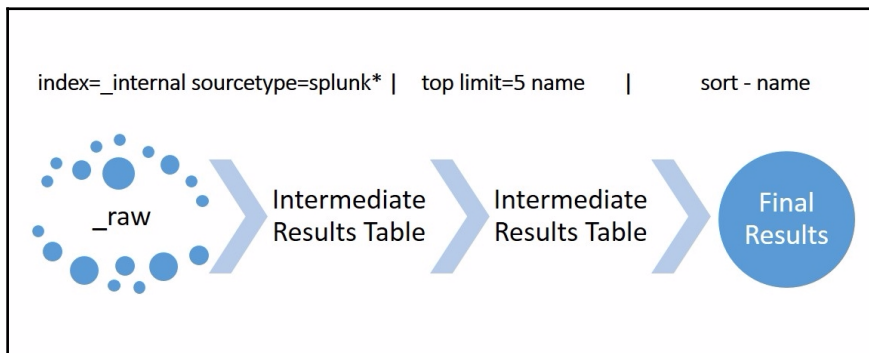 index=_internal sourcetype=splunk* | top limit=5 name | sort - name
_raw
Intermediate
Results Table
Intermediate
Results Table
Final
Results